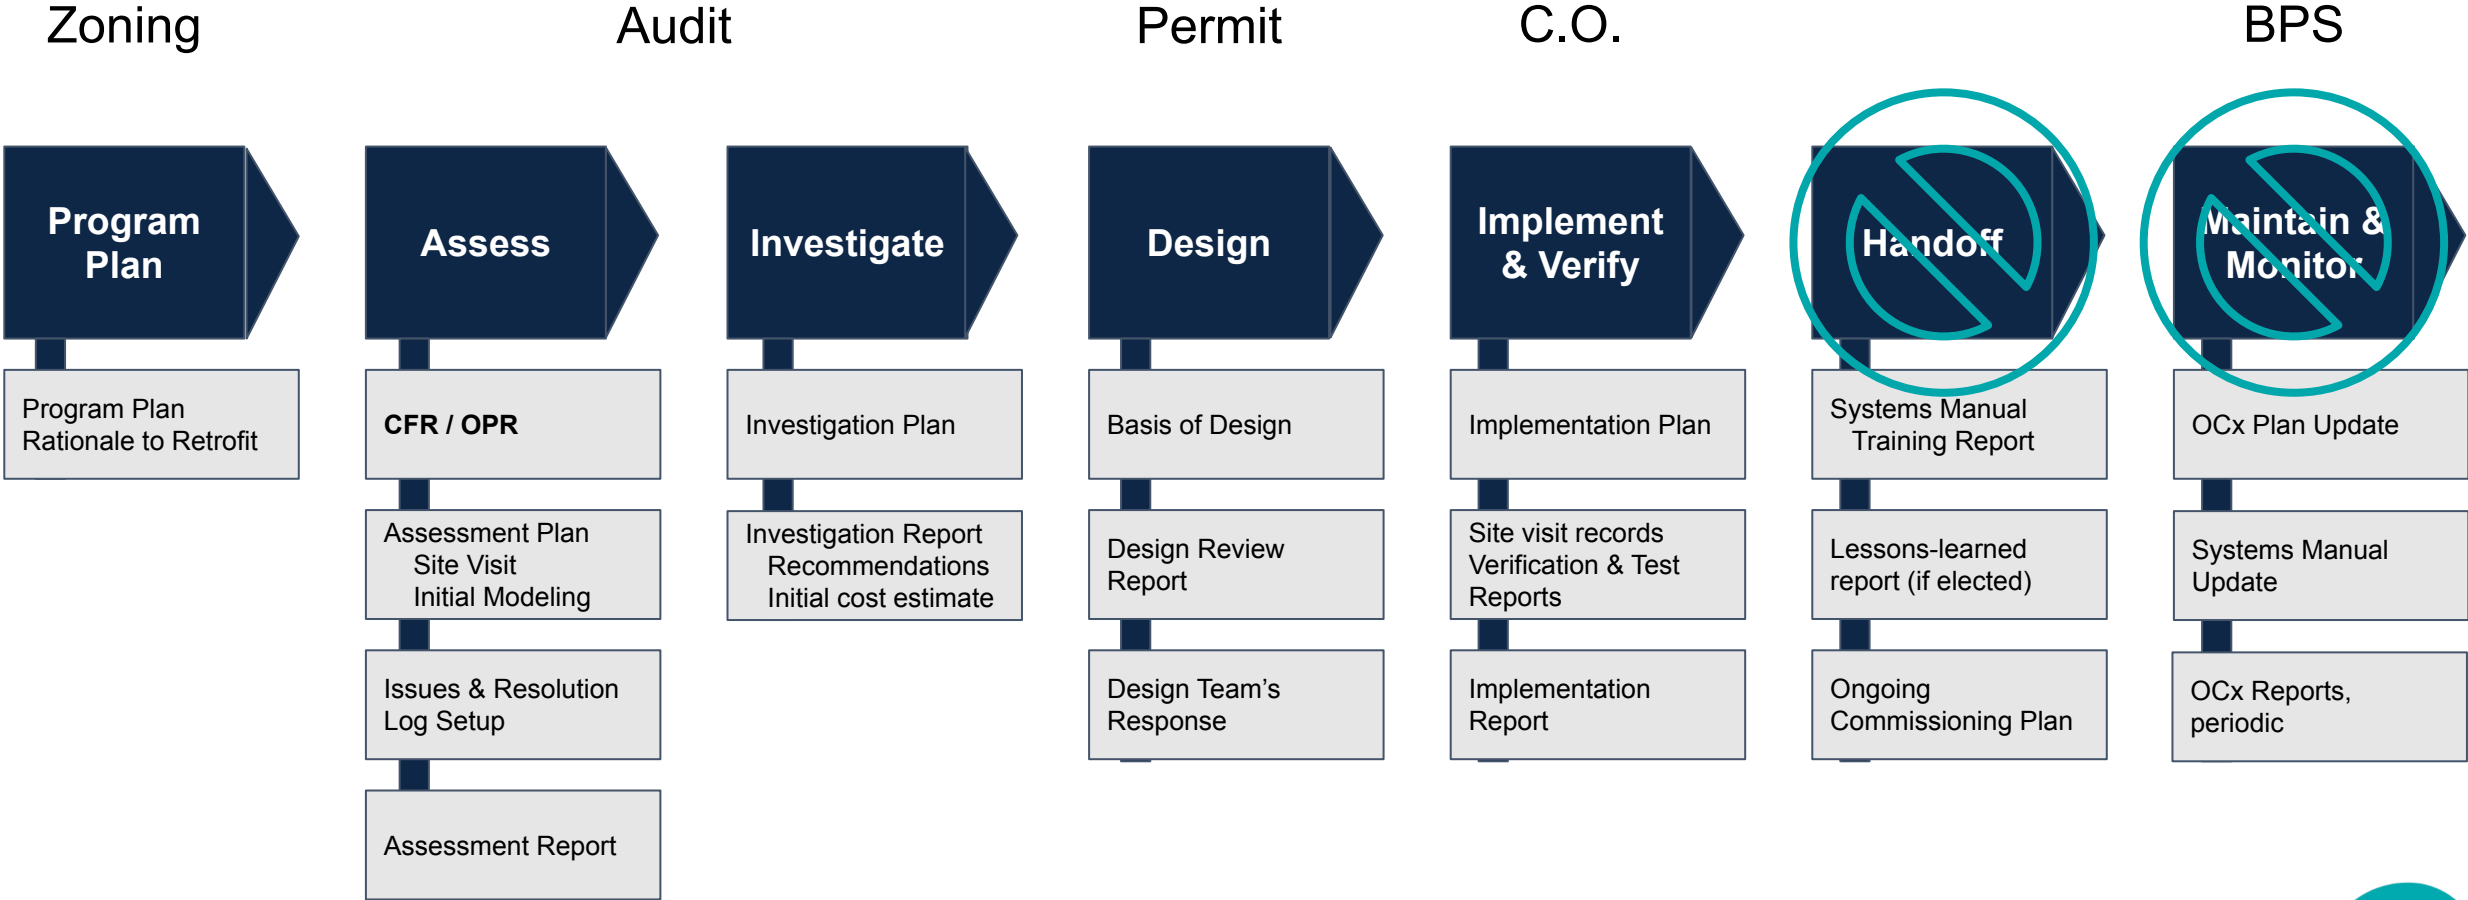 Zoning
Audit
Permit
C.O.
BPS
Program
Plan
Assess
Investigate
Design
Implement
& Verify
Handoff
Maintain &
Monitor
Program Plan
Rationale to Retrofit
CFR / OPR
Assessment Plan
Site Visit
Initial Modeling
Issues & Resolution
Log Setup
Assessment Report
Investigation Plan
Investigation Report
Recommendations
Initial cost estimate
Basis of Design
Design Review
Report
Design Team’s
Response
Implementation Plan
Site visit records
Verification & Test
Reports
Implementation
Report
Systems Manual
Training Report
Lessons-learned
report (if elected)
Ongoing
Commissioning Plan
OCx Plan Update
Systems Manual
Update
OCx Reports,
periodic